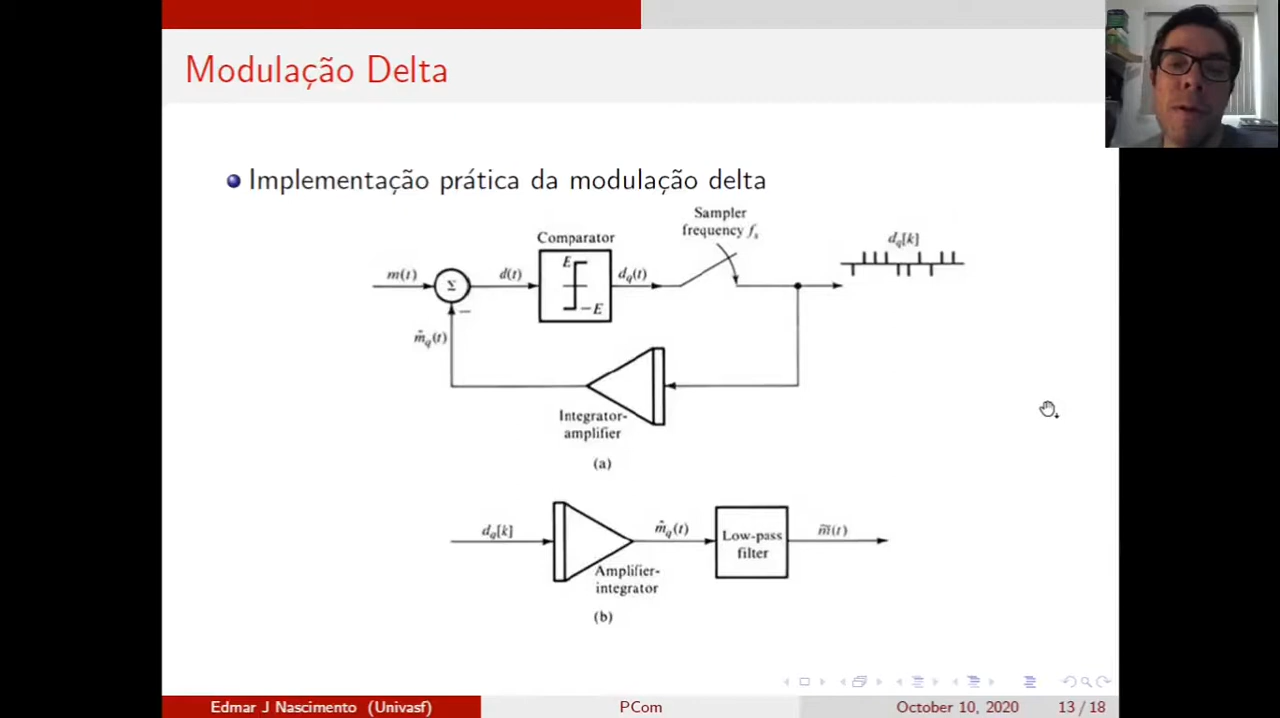 Modulação Delta
Implementação prática da modulação delta
Sampler
frequency fₛ
Comparator
dq[k]
m(t)
Σ
d(t)
E
−E
dq(t)
−
m̂q(t)
Integrator-
amplifier
(a)
dq[k]
m̂q(t)
Low-pass
filter
m̃(t)
Amplifier-
integrator
(b)
Edmar J Nascimento (Univasf)
PCom
October 10, 2020
13 / 18